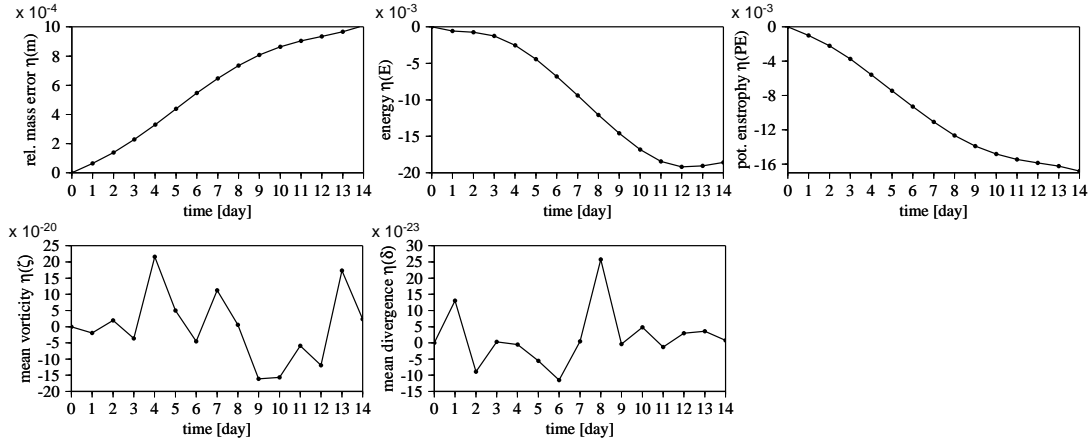 x 10-4
rel. mass error η(m)
10
8
6
4
2
0
0 1 2 3 4 5 6 7 8 9 10 11 12 13 14
time [day]
x 10-3
energy η(E)
0
-5
-10
-15
-20
0 1 2 3 4 5 6 7 8 9 10 11 12 13 14
time [day]
x 10-3
pot. enstrophy η(PE)
0
-4
-8
-12
-16
0 1 2 3 4 5 6 7 8 9 10 11 12 13 14
time [day]
x 10-20
mean vorticity η(ζ)
25
20
15
10
5
0
-5
-10
-15
-20
0 1 2 3 4 5 6 7 8 9 10 11 12 13 14
time [day]
x 10-23
mean divergence η(δ)
30
25
20
15
10
5
0
-5
-10
-15
0 1 2 3 4 5 6 7 8 9 10 11 12 13 14
time [day]